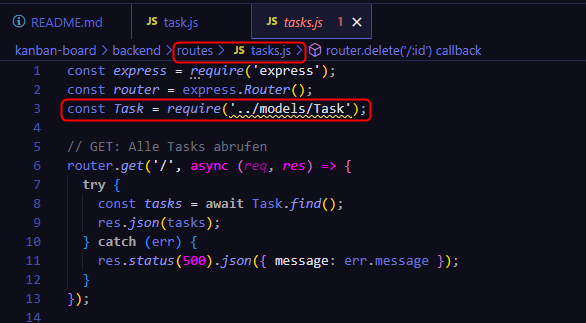 README.md JS task.js JS tasks.js 1 ×
kanban-board > backend > routes > JS tasks.js > router.delete('/:id') callback
1 const express = require('express');
2 const router = express.Router();
3 const Task = require('../models/Task');
4
5 // GET: Alle Tasks abrufen
6 router.get('/', async (req, res) => {
7 try {
8 const tasks = await Task.find();
9 res.json(tasks);
10 } catch (err) {
11 res.status(500).json({ message: err.message });
12 }
13 });